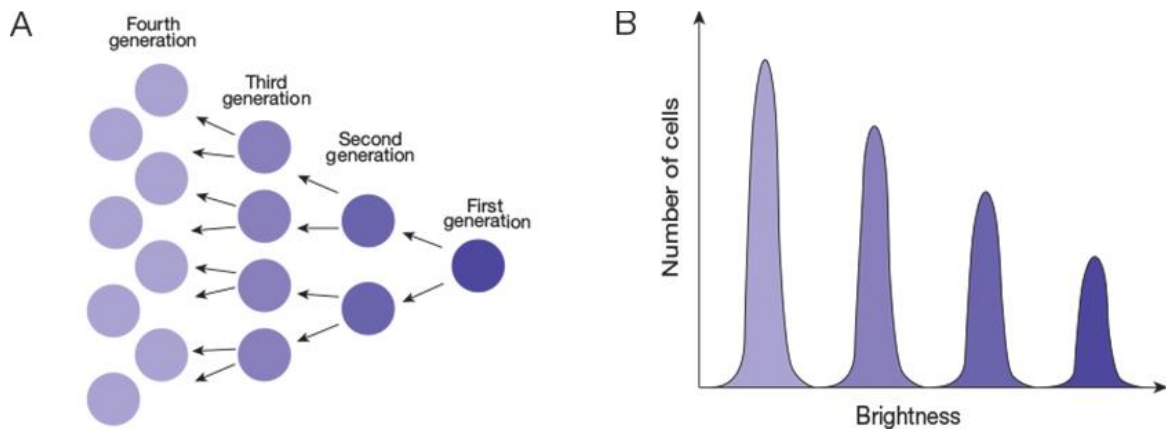 A
Fourth
generation
Third
generation
Second
generation
First
generation
B
Number of cells
Brightness